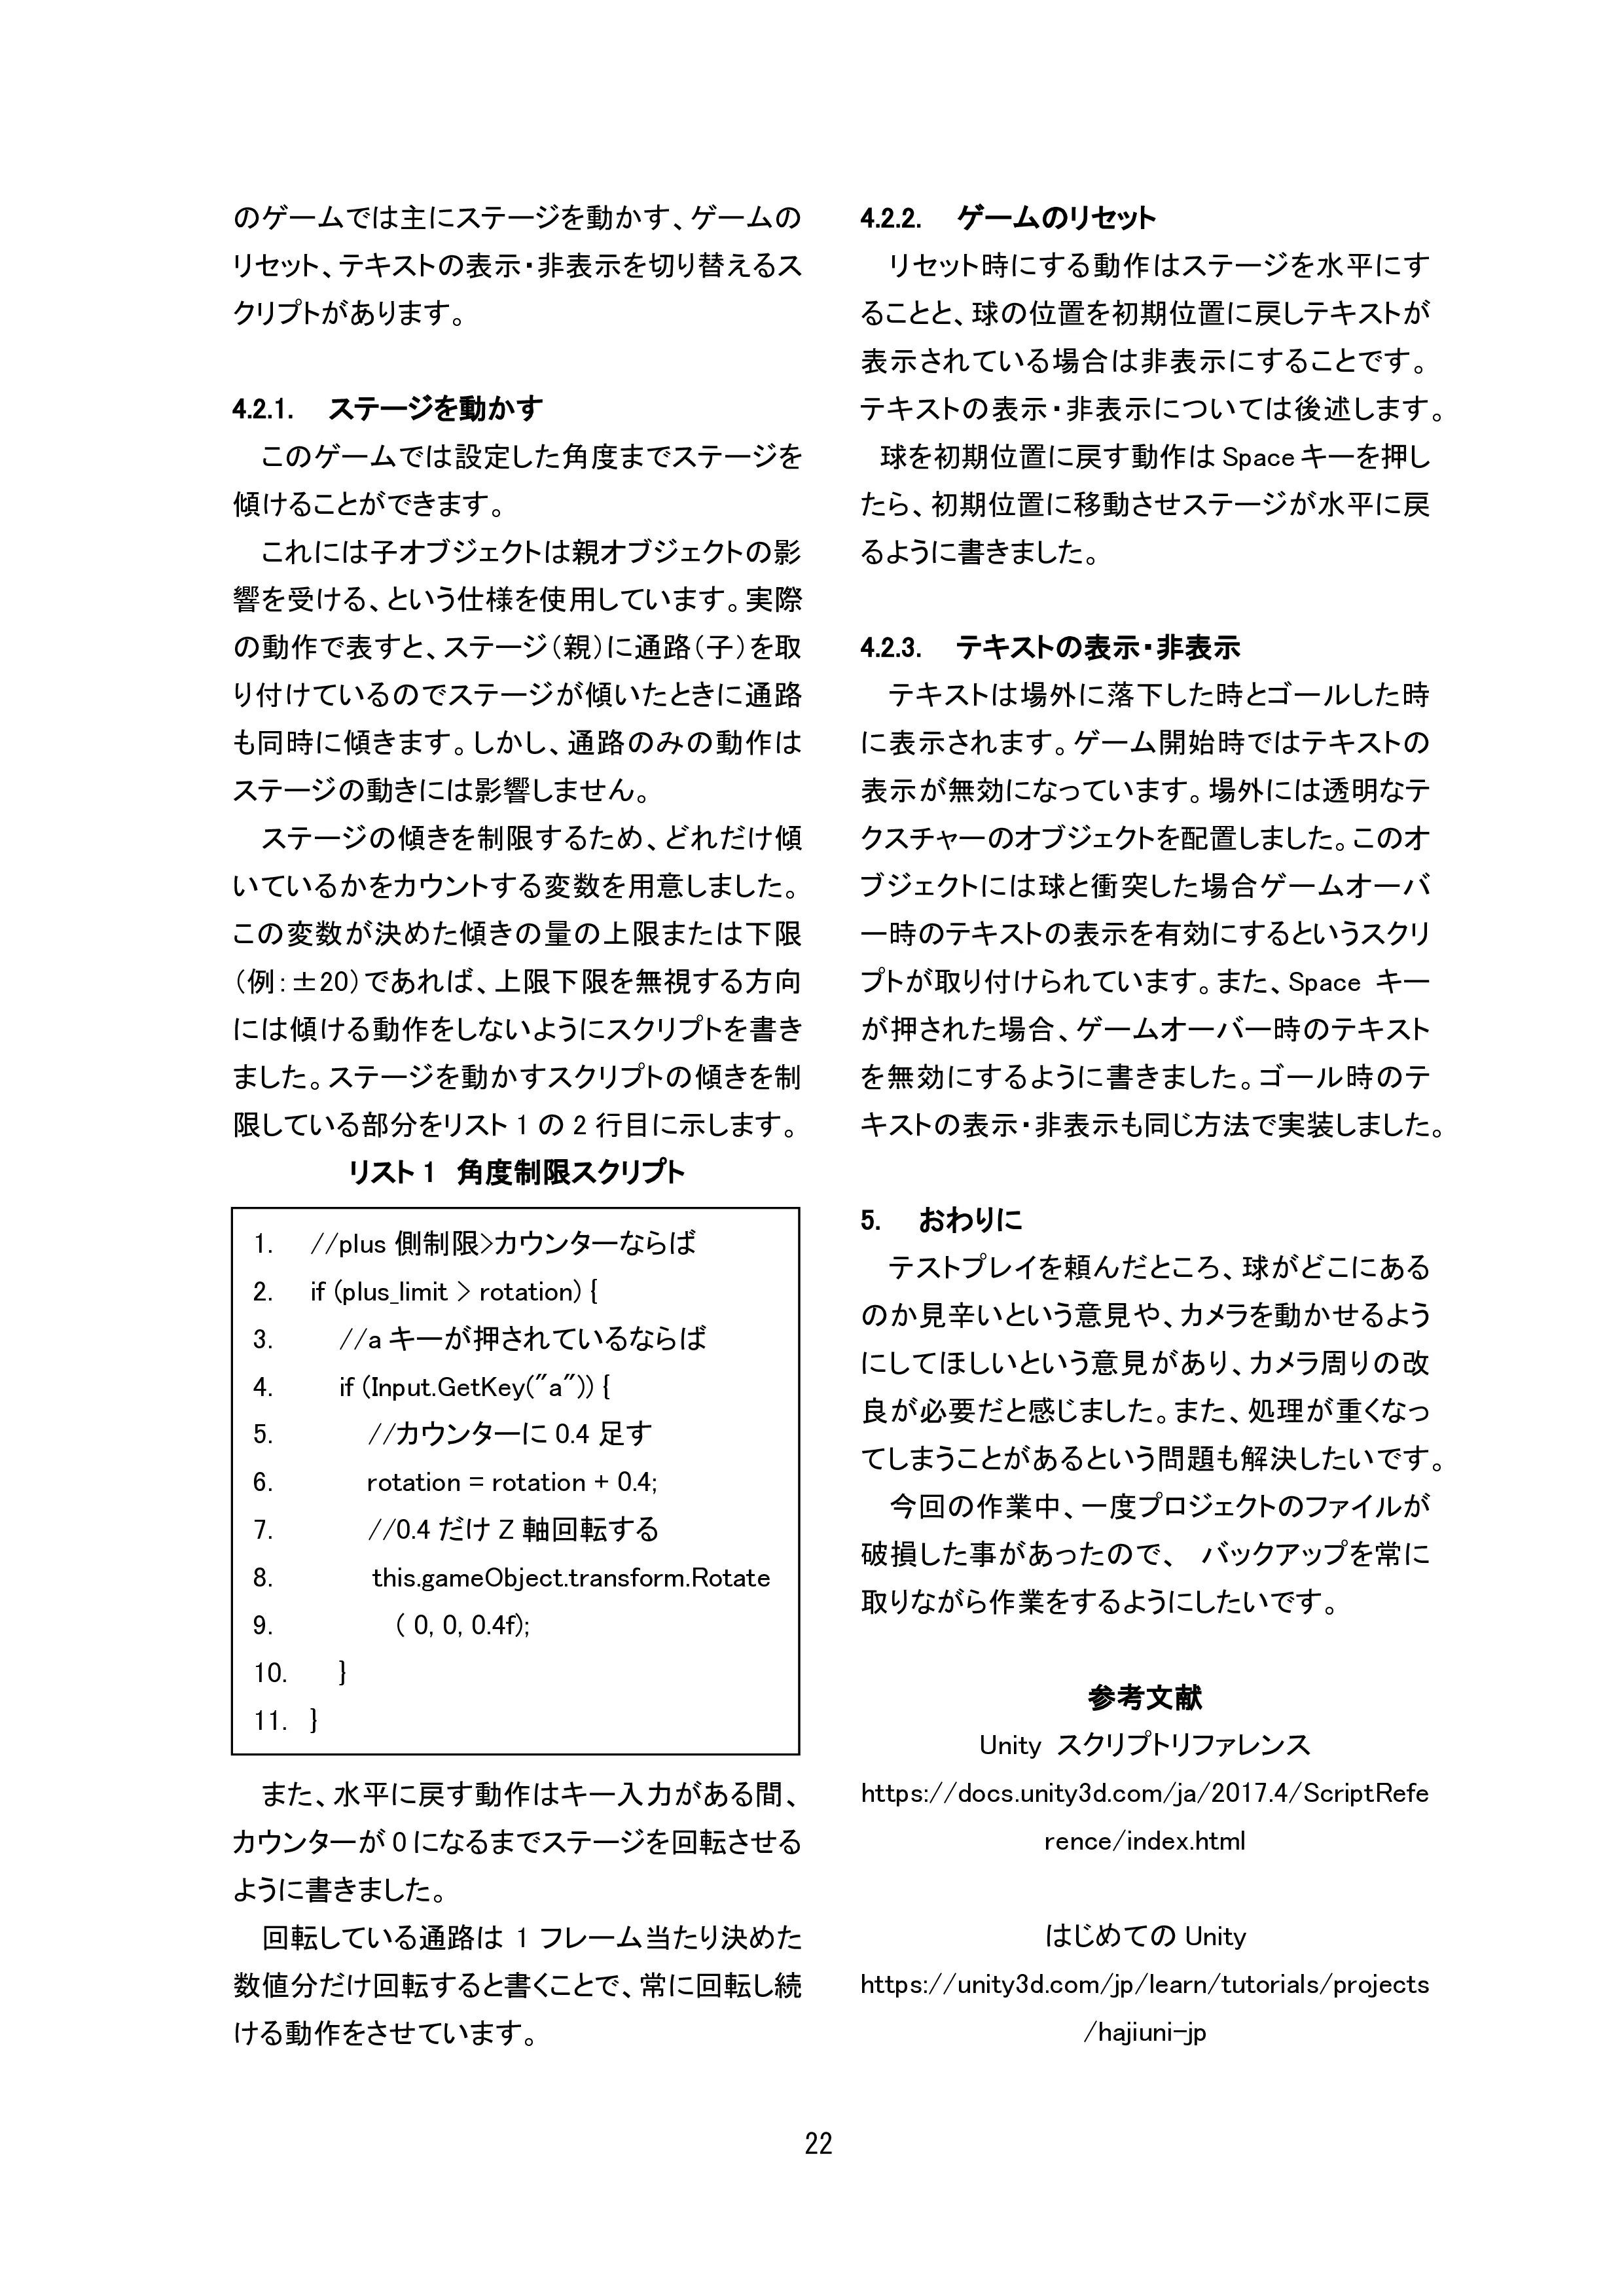 のゲームでは主にステージを動かす、ゲームの
リセット、テキストの表示・非表示を切り替えるス
クリプトがあります。
4.2.1. ステージを動かす
このゲームでは設定した角度までステージを
傾けることができます。
これには子オブジェクトは親オブジェクトの影
響を受ける、という仕様を使用しています。実際
の動作で表すと、ステージ（親）に通路（子）を取
り付けているのでステージが傾いたときに通路
も同時に傾きます。しかし、通路のみの動作は
ステージの動きには影響しません。
ステージの傾きを制限するため、どれだけ傾
いているかをカウントする変数を用意しました。
この変数が決めた傾きの量の上限または下限
（例：±20）であれば、上限下限を無視する方向
には傾ける動作をしないようにスクリプトを書き
ました。ステージを動かすスクリプトの傾きを制
限している部分をリスト 1 の 2 行目に示します。
リスト 1 角度制限スクリプト
1. //plus 側制限>カウンターならば
2. if (plus_limit > rotation) {
3. //a キーが押されているならば
4. if (Input.GetKey("a")) {
5. //カウンターに 0.4 足す
6. rotation = rotation + 0.4;
7. //0.4 だけ Z 軸回転する
8. this.gameObject.transform.Rotate
9. ( 0, 0, 0.4f);
10. }
11. }
また、水平に戻す動作はキー入力がある間、
カウンターが 0 になるまでステージを回転させる
ように書きました。
回転している通路は 1 フレーム当たり決めた
数値分だけ回転すると書くことで、常に回転し続
ける動作をさせています。
4.2.2. ゲームのリセット
リセット時にする動作はステージを水平にす
ることと、球の位置を初期位置に戻しテキストが
表示されている場合は非表示にすることです。
テキストの表示・非表示については後述します。
球を初期位置に戻す動作は Space キーを押し
たら、初期位置に移動させステージが水平に戻
るように書きました。
4.2.3. テキストの表示・非表示
テキストは場外に落下した時とゴールした時
に表示されます。ゲーム開始時ではテキストの
表示が無効になっています。場外には透明なテ
クスチャーのオブジェクトを配置しました。このオ
ブジェクトには球と衝突した場合ゲームオーバ
ー時のテキストの表示を有効にするというスクリ
プトが取り付けられています。また、Space キー
が押された場合、ゲームオーバー時のテキスト
を無効にするように書きました。ゴール時のテ
キストの表示・非表示も同じ方法で実装しました。
5. おわりに
テストプレイを頼んだところ、球がどこにある
のか見辛いという意見や、カメラを動かせるよう
にしてほしいという意見があり、カメラ周りの改
良が必要だと感じました。また、処理が重くなっ
てしまうことがあるという問題も解決したいです。
今回の作業中、一度プロジェクトのファイルが
破損した事があったので、 バックアップを常に
取りながら作業をするようにしたいです。
参考文献
Unity スクリプトリファレンス
https://docs.unity3d.com/ja/2017.4/ScriptRefe
rence/index.html
はじめての Unity
https://unity3d.com/jp/learn/tutorials/projects
/hajiuni-jp
22